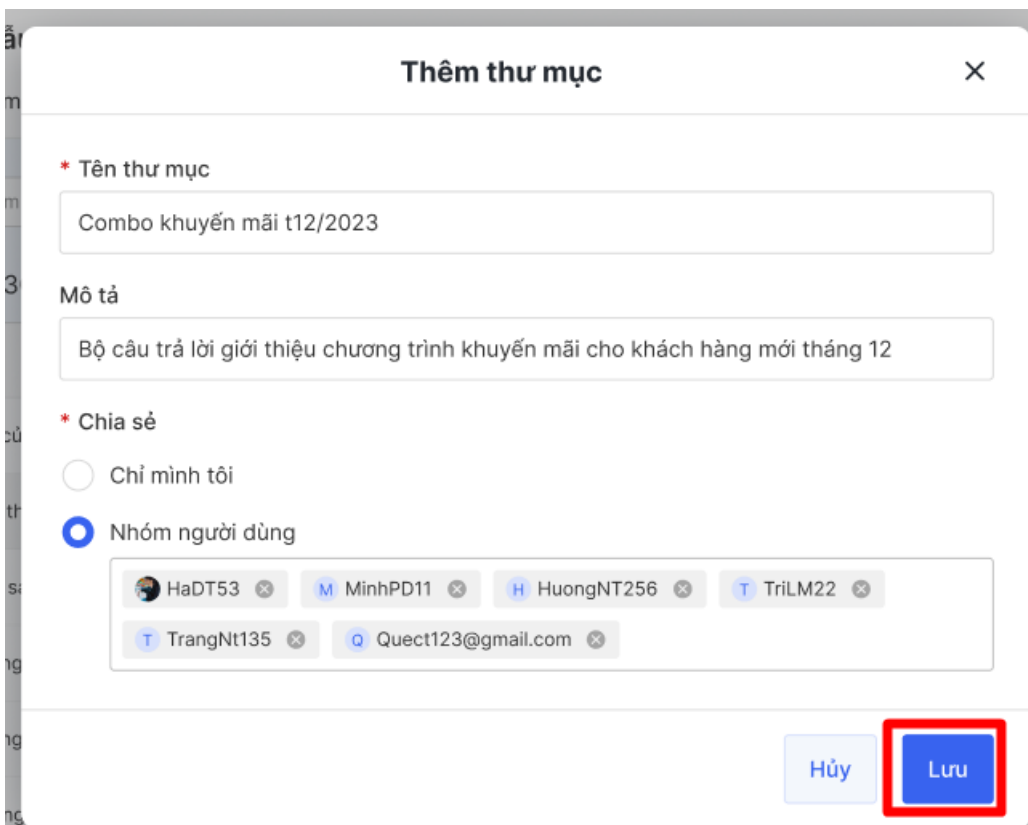 Thêm thư mục
* Tên thư mục
Combo khuyến mãi t12/2023
Mô tả
Bộ câu trả lời giới thiệu chương trình khuyến mãi cho khách hàng mới tháng 12
* Chia sẻ
Chỉ mình tôi
Nhóm người dùng
HaDT53 M MinhPD11 H HuongNT256 T TriLM22
T TrangNt135 Q Quect123@gmail.com
Hủy Lưu